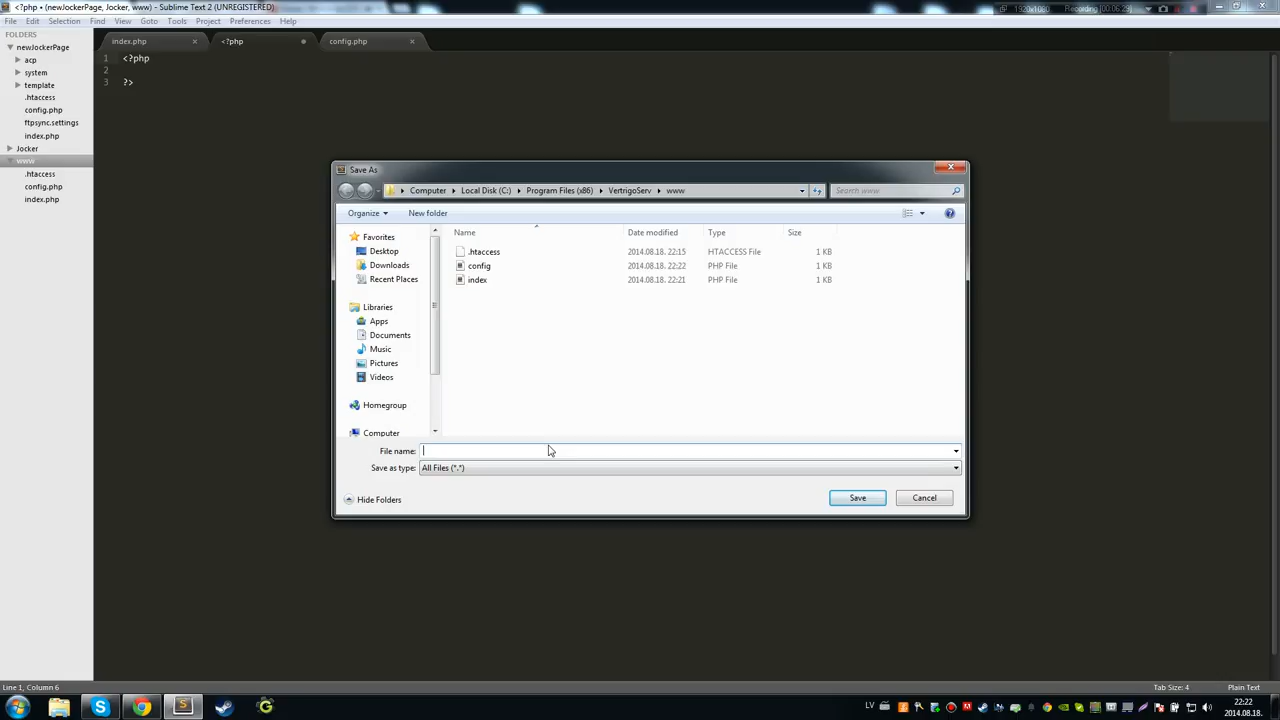 <?php • (newJockerPage, Jocker, www) - Sublime Text 2 (UNREGISTERED)
1920x1080
Recording [00:06:29]
File Edit Selection Find View Goto Tools Project Preferences Help
FOLDERS
newJockerPage
acp
system
template
.htaccess
config.php
ftpsync.settings
index.php
Jocker
www
.htaccess
config.php
index.php
index.php
<?php
config.php
1 <?php
2
3 ?>
Save As
Computer Local Disk (C:) Program Files (x86) VertrigoServ www
Search www
Organize New folder
Favorites
Desktop
Downloads
Recent Places
Libraries
Apps
Documents
Music
Pictures
Videos
Homegroup
Computer
Name Date modified Type Size
.htaccess 2014.08.18. 22:15 HTACCESS File 1 KB
config 2014.08.18. 22:22 PHP File 1 KB
index 2014.08.18. 22:21 PHP File 1 KB
File name:
Save as type: All Files (*.*)
Hide Folders
Save Cancel
Line 1, Column 6
Tab Size: 4 Plain Text
LV
22:22
2014.08.18.